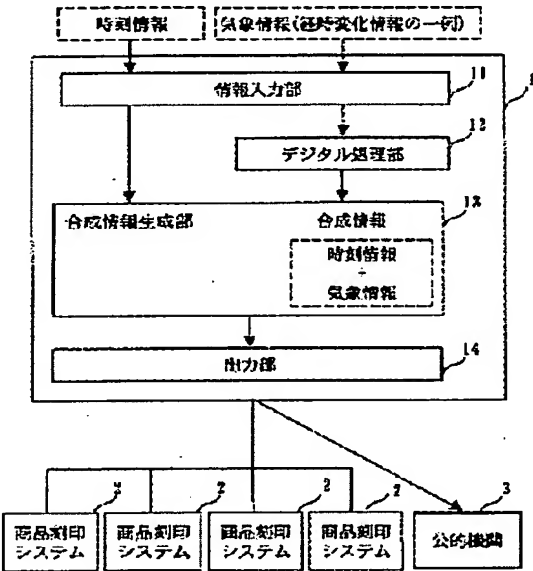 時刻情報
気象情報(経時変化情報の一例)
1
情報入力部
11
12
デジタル処理部
13
合成情報生成部
合成情報
時刻情報
+
気象情報
出力部
14
2
2
2
2
3
商品刻印
システム
商品刻印
システム
商品刻印
システム
商品刻印
システム
公的機関